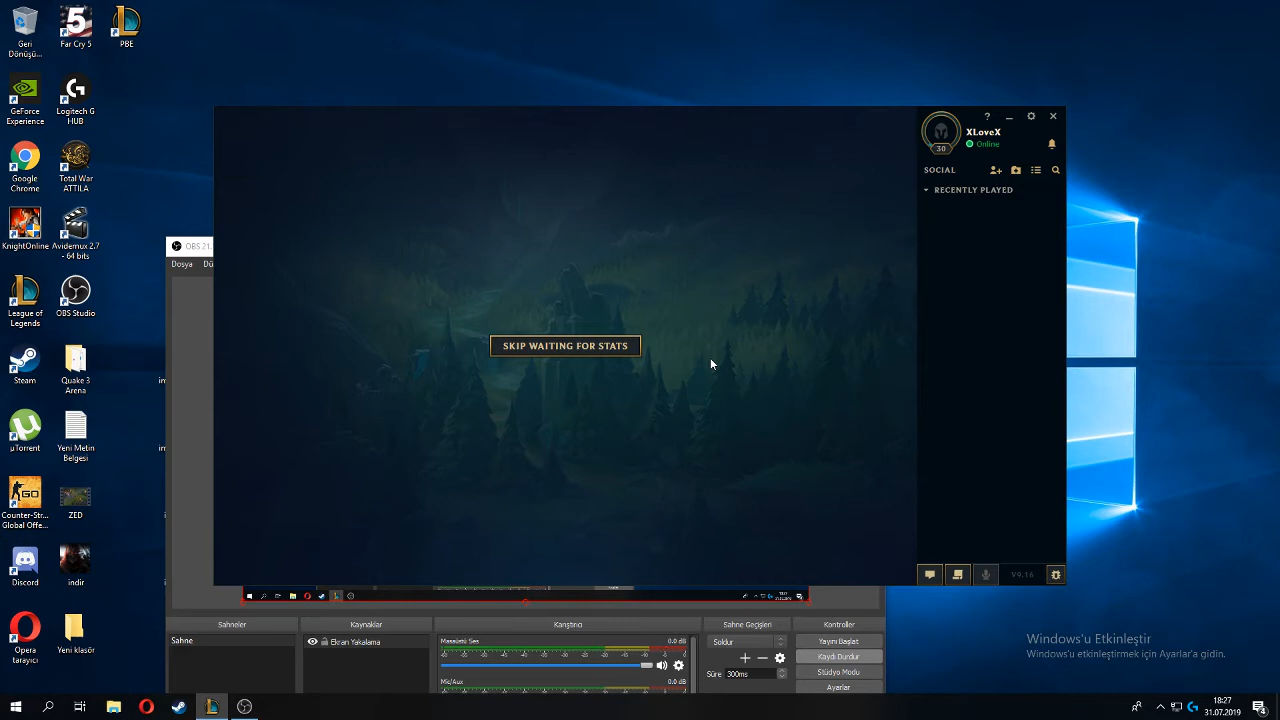 Geri
Dönüşü...
Far Cry 5
PBE
GeForce
Experience
Logitech G
HUB
Google
Chrome
Total War
ATTILA
KnightOnline
Avidemux 2.7
- 64 bits
League of
Legends
OBS Studio
Steam
Quake 3
Arena
µTorrent
Yeni Metin
Belgesi
Counter-Str...
Global Offe...
ZED
Discord
indir
Opera
tarayıcı
Yeni klasör
OBS 21.
Dosya
Dü
SKIP WAITING FOR STATS
30
XLoveX
Online
SOCIAL
RECENTLY PLAYED
V9.16
Sahneler
Kaynaklar
Karıştırıcı
Sahne Geçişleri
Kontroller
Sahne
Ekran Yakalama
Masaüstü Ses
0.0 dB
Mic/Aux
0.0 dB
Soldur
Süre
300ms
Yayını Başlat
Kaydı Durdur
Stüdyo Modu
Ayarlar
Windows'u Etkinleştir
Windows'u etkinleştirmek için Ayarlar'a gidin.
18:27
31.07.2019